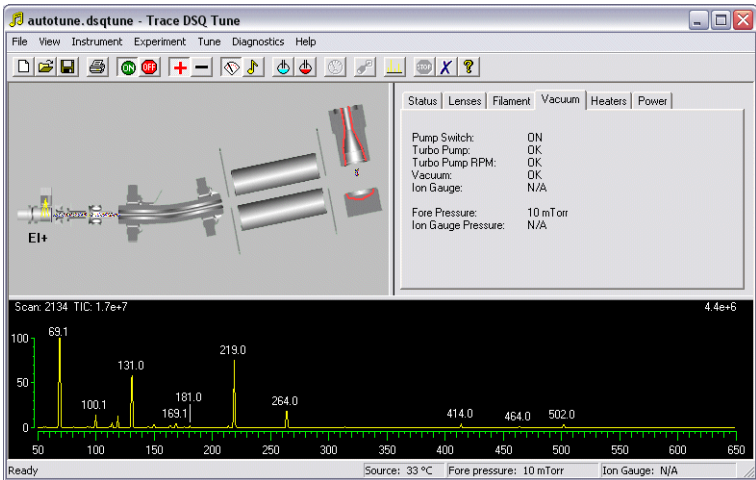 autotune.dsqtune - Trace DSQ Tune
File View Instrument Experiment Tune Diagnostics Help
ON OFF STOP X ?
Status Lenses Filament Vacuum Heaters Power
Pump Switch: ON
Turbo Pump: OK
Turbo Pump RPM: OK
Vacuum: OK
Ion Gauge: N/A
Fore Pressure: 10 mTorr
Ion Gauge Pressure: N/A
EI+
Scan: 2134 TIC: 1.7e+7 4.4e+6
100 69.1
219.0
131.0
50
181.0
100.1 169.1 264.0 414.0 464.0 502.0
0
50 100 150 200 250 300 350 400 450 500 550 600 650
Ready Source: 33 °C Fore pressure: 10 mTorr Ion Gauge: N/A